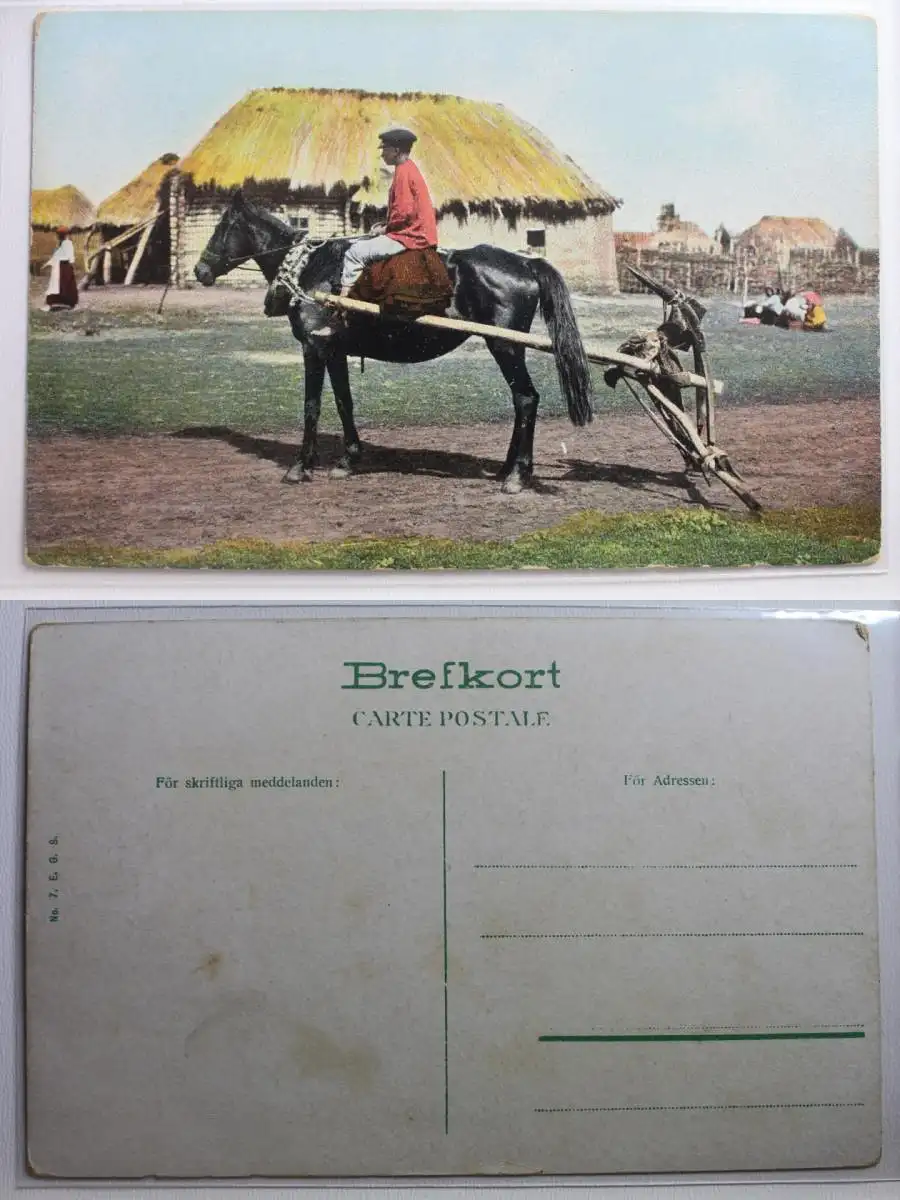 Brefkort
CARTE POSTALE
För skriftliga meddelanden:
För Adressen:
No. 7. E. G. S.